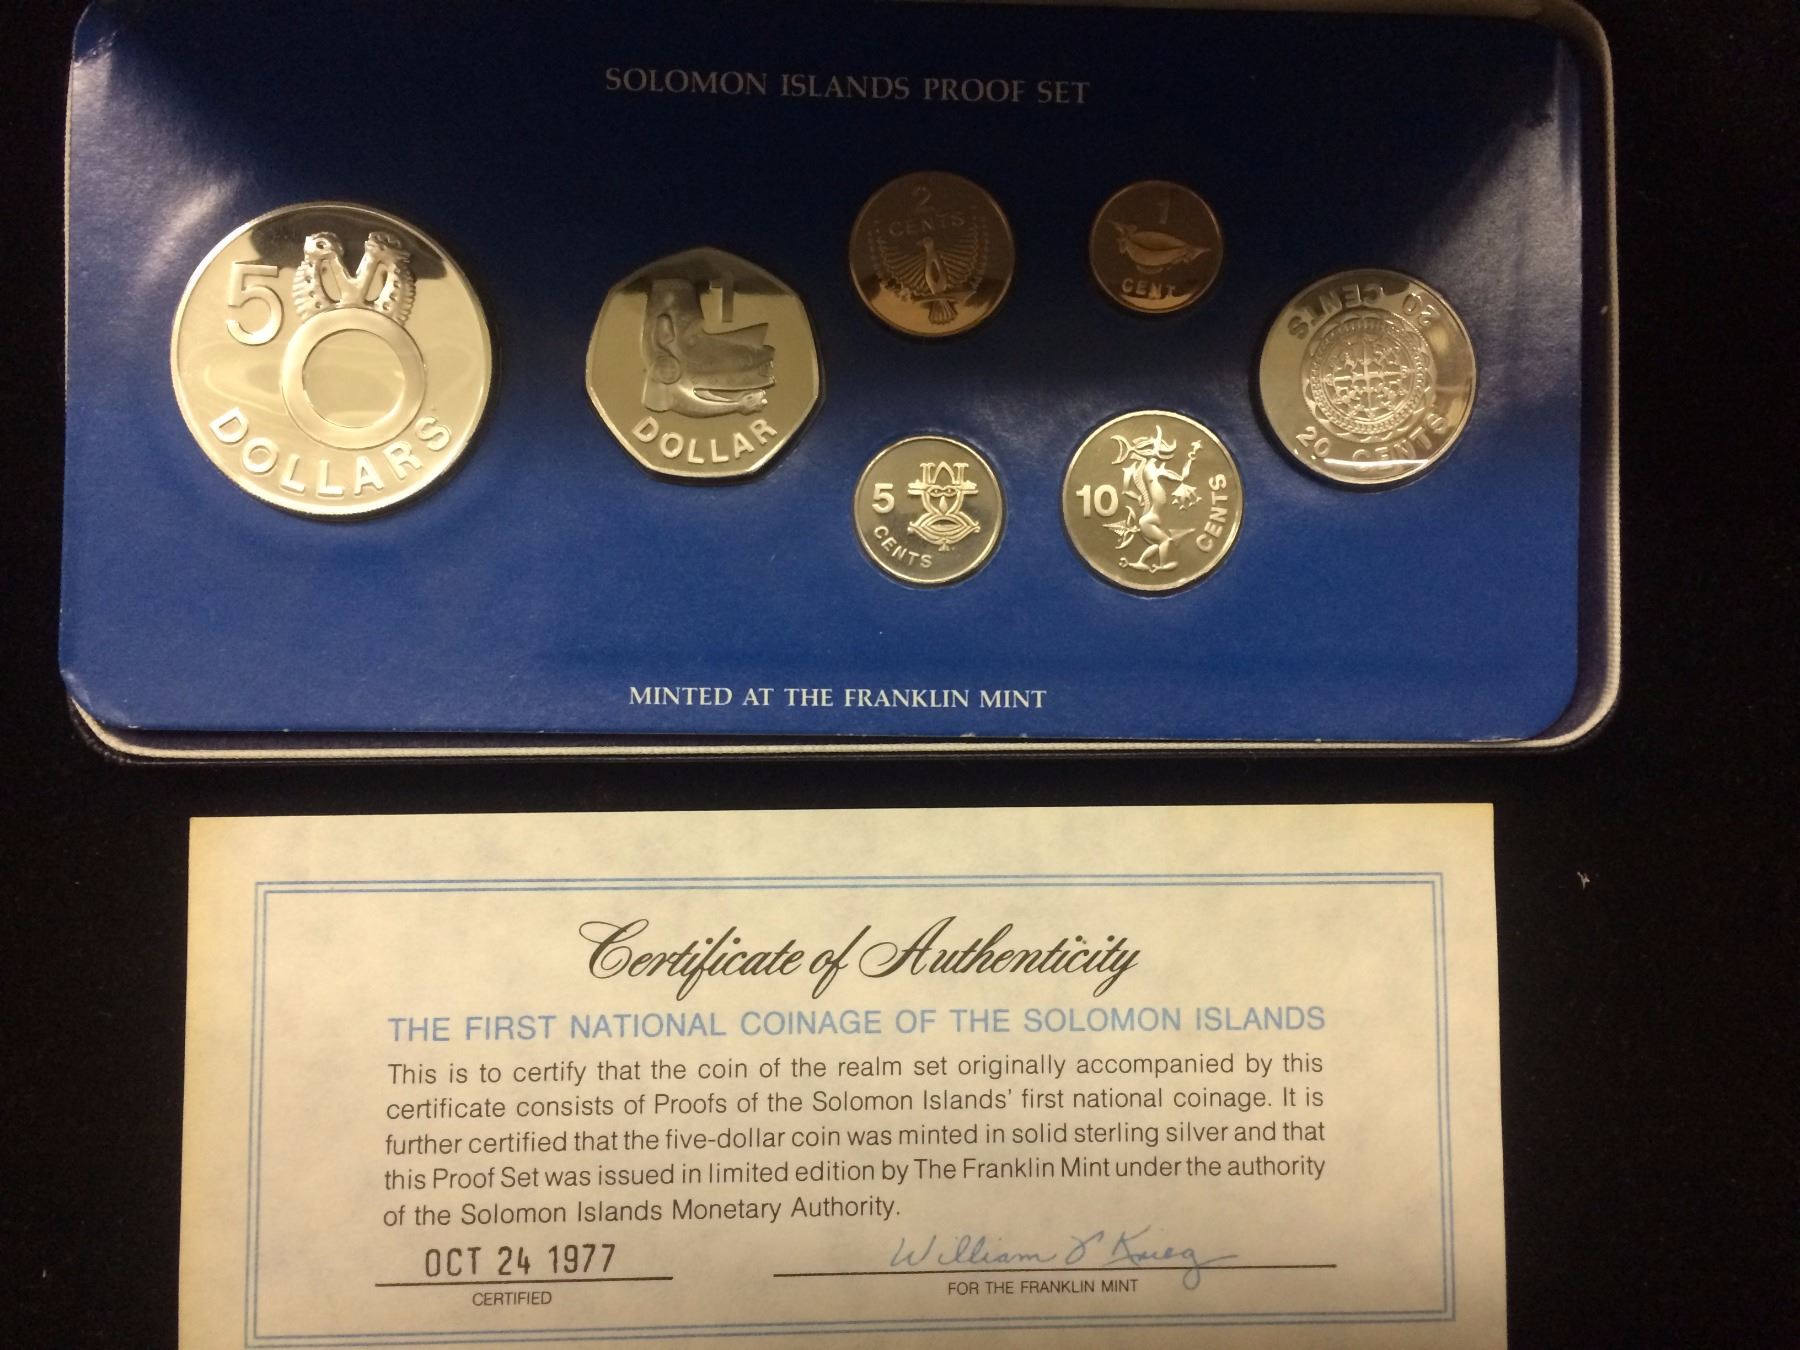 SOLOMON ISLANDS PROOF SET
5
DOLLARS
1
DOLLAR
2
CENTS
1
CENT
5
CENTS
10
CENTS
20 CENTS
20 CENTS
MINTED AT THE FRANKLIN MINT
Certificate of Authenticity
THE FIRST NATIONAL COINAGE OF THE SOLOMON ISLANDS
This is to certify that the coin of the realm set originally accompanied by this
certificate consists of Proofs of the Solomon Islands' first national coinage. It is
further certified that the five-dollar coin was minted in solid sterling silver and that
this Proof Set was issued in limited edition by The Franklin Mint under the authority
of the Solomon Islands Monetary Authority.
OCT 24 1977
William F Krieg
CERTIFIED
FOR THE FRANKLIN MINT